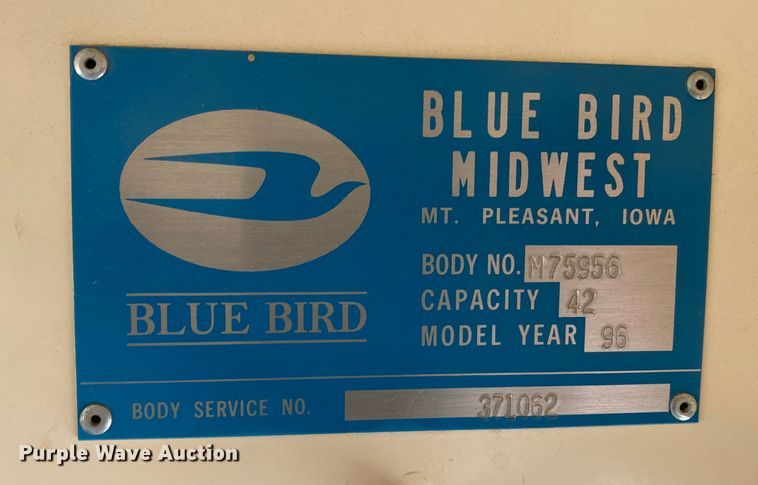 BLUE BIRD
MIDWEST
MT. PLEASANT, IOWA
BODY NO. M75956
CAPACITY 42
MODEL YEAR 96
BLUE BIRD
BODY SERVICE NO. 371062
Purple Wave Auction